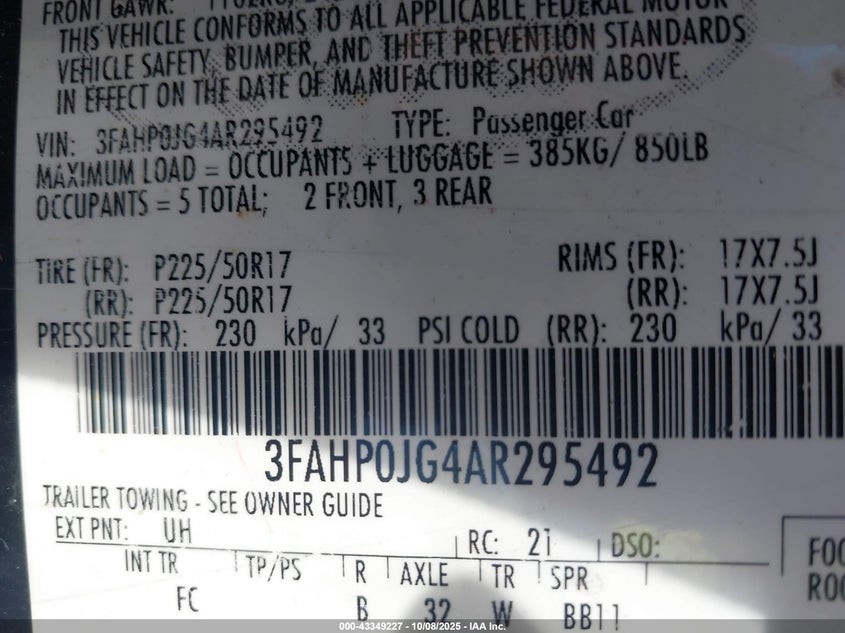 FRONT GAWR:
THIS VEHICLE CONFORMS TO ALL APPLICABLE FEDERAL MOTOR
VEHICLE SAFETY, BUMPER, AND THEFT PREVENTION STANDARDS
IN EFFECT ON THE DATE OF MANUFACTURE SHOWN ABOVE.
VIN: 3FAHP0JG4AR295492 TYPE: Passenger Car
MAXIMUM LOAD = OCCUPANTS + LUGGAGE = 385KG/ 850LB
OCCUPANTS = 5 TOTAL; 2 FRONT, 3 REAR
TIRE (FR): P225/50R17 RIMS (FR): 17X7.5J
(RR): P225/50R17 (RR): 17X7.5J
PRESSURE (FR): 230 kPa/ 33 PSI COLD (RR): 230 kPa/ 33
3FAHP0JG4AR295492
TRAILER TOWING - SEE OWNER GUIDE
EXT PNT: UH RC: 21 DSO:
INT TR TP/PS R AXLE TR SPR
FC B 32 W BB11
000-43349227 - 10/08/2025 - IAA Inc.